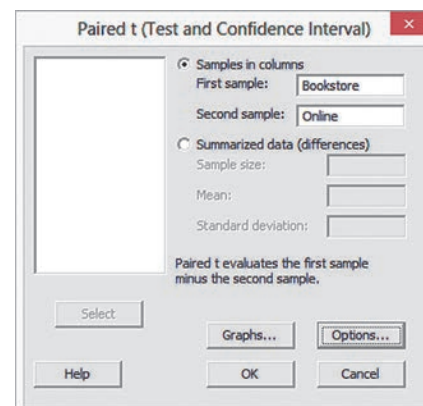 Paired t (Test and Confidence Interval)
×
Samples in columns
First sample: Bookstore
Second sample: Online
Summarized data (differences)
Sample size:
Mean:
Standard deviation:
Paired t evaluates the first sample
minus the second sample.
Select
Graphs... Options...
Help OK Cancel